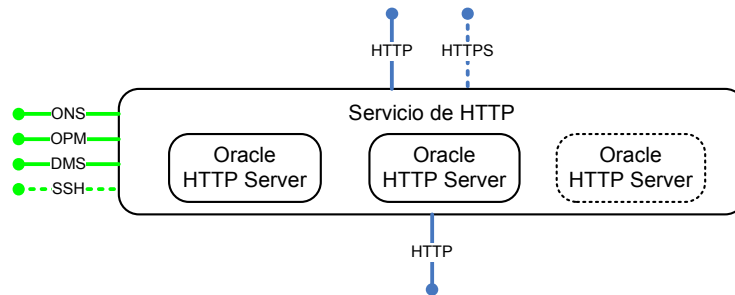 HTTP
HTTPS
Servicio de HTTP
ONS
OPM
DMS
SSH
Oracle
HTTP Server
Oracle
HTTP Server
Oracle
HTTP Server
HTTP